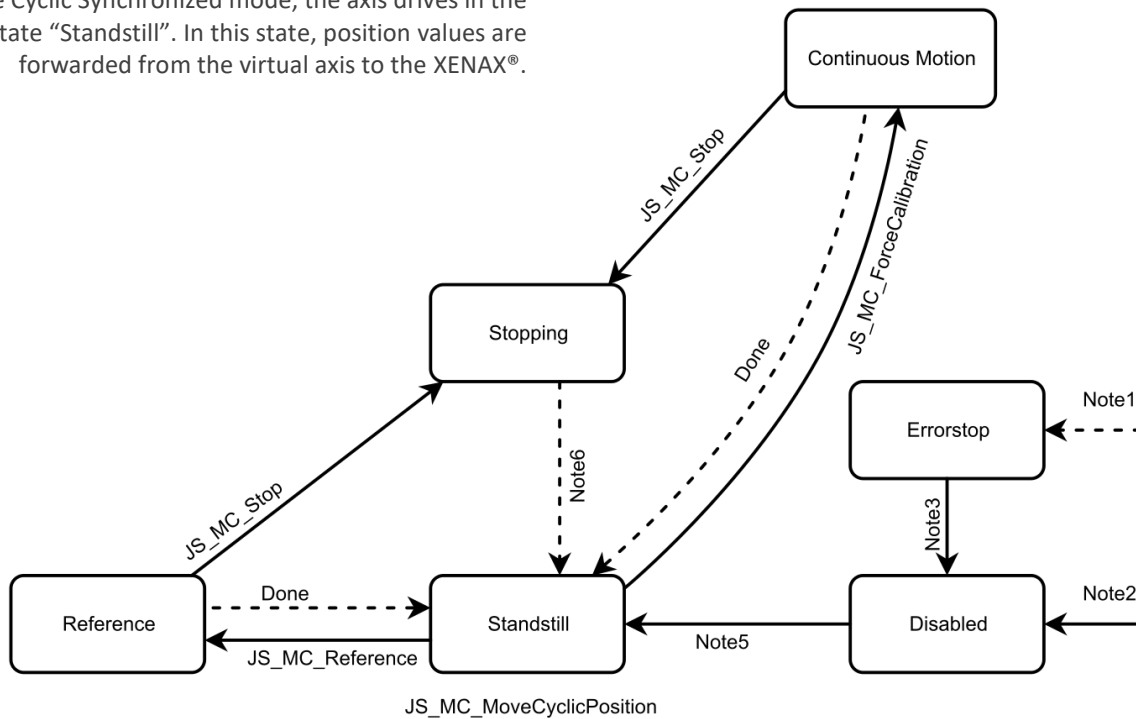 e Cyclic Synchronized mode, the axis drives in the
tate “Standstill”. In this state, position values are
forwarded from the virtual axis to the XENAX®.
Continuous Motion
JS_MC_Stop
JS_MC_ForceCalibration
Done
Stopping
Errorstop
Note1
Note6
Note3
JS_MC_Stop
Reference
Done
JS_MC_Reference
Standstill
Note5
Disabled
Note2
JS_MC_MoveCyclicPosition